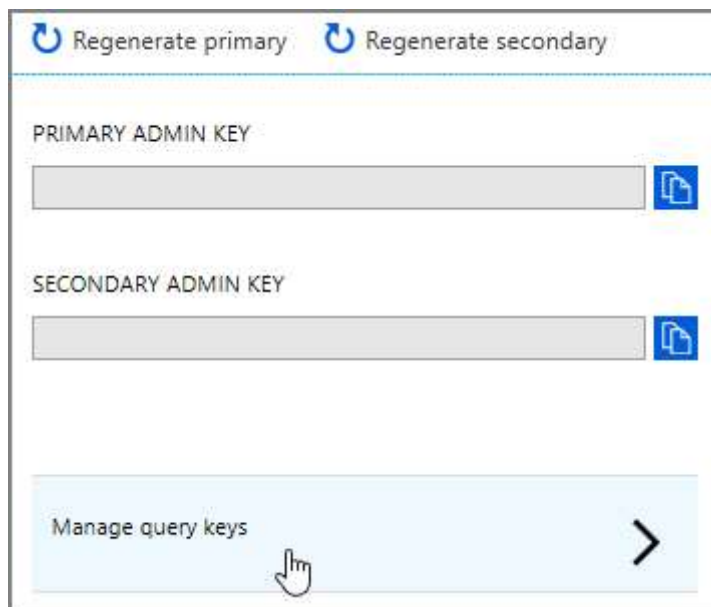 Regenerate primary Regenerate secondary
PRIMARY ADMIN KEY
SECONDARY ADMIN KEY
Manage query keys